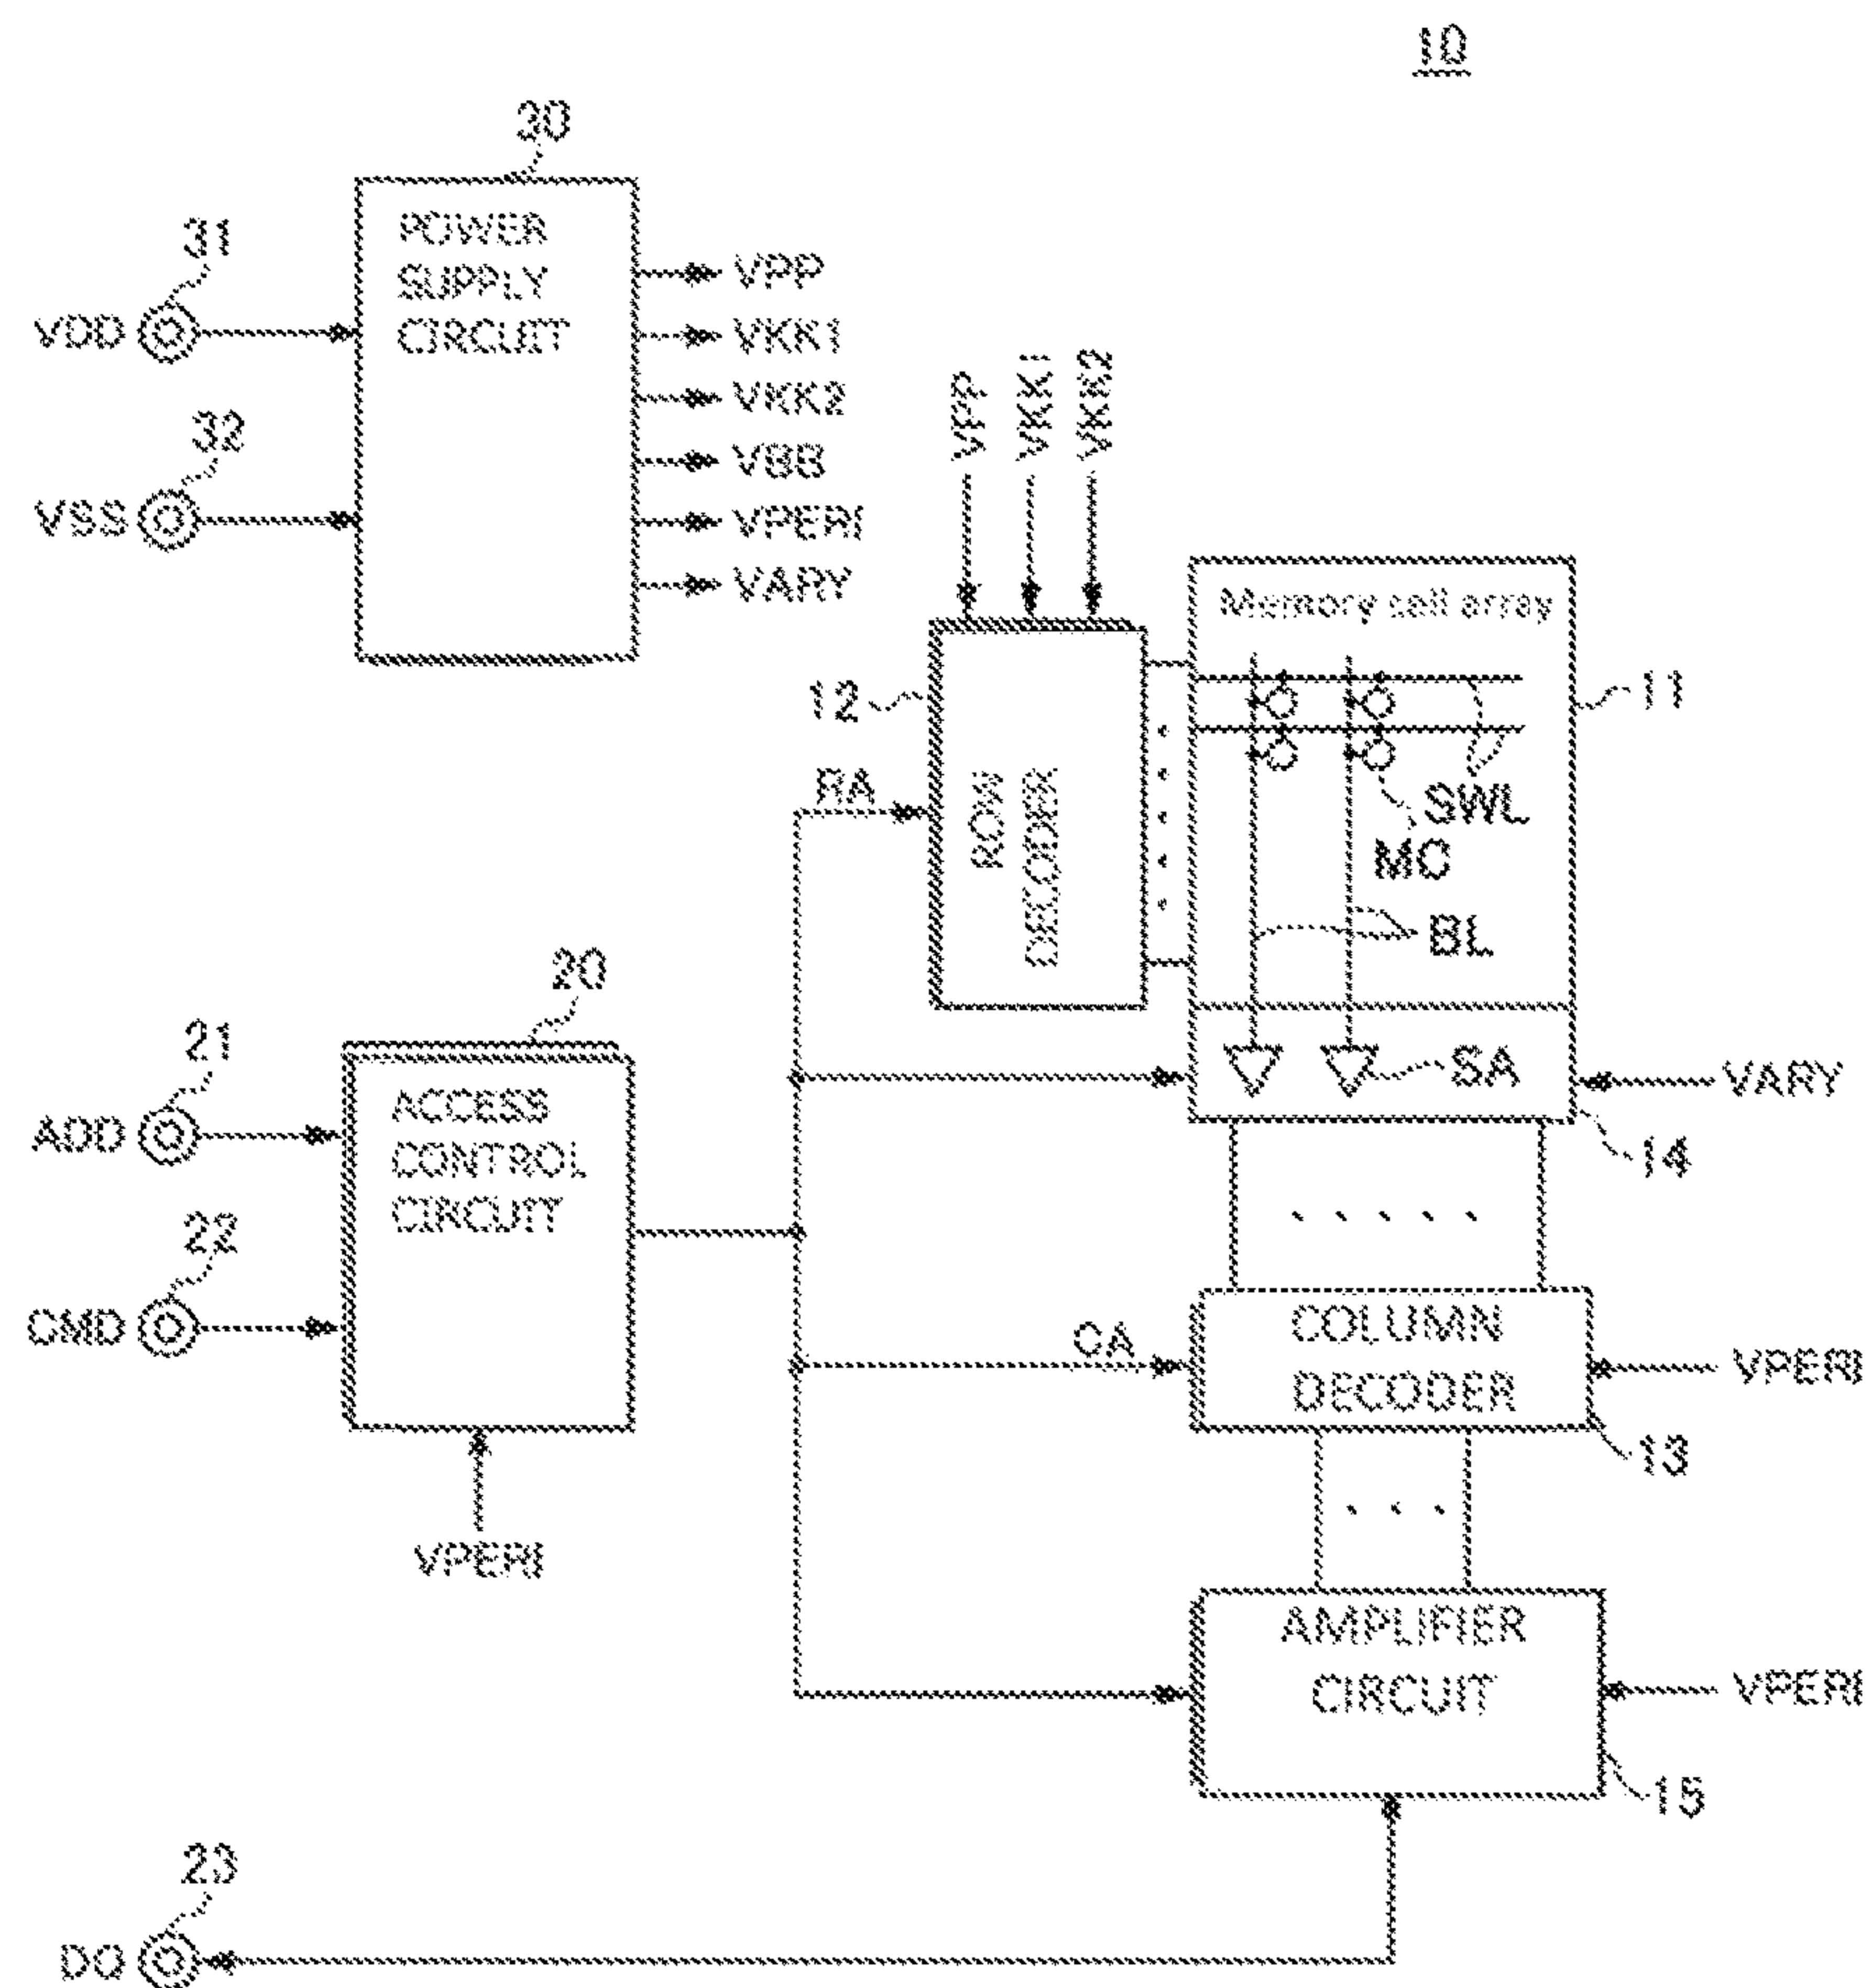 10
30
POWER
SUPPLY
CIRCUIT
31
VDD
32
VSS
VPP
VKK1
VKK2
VBB
VPERI
VARY
VPP
VKK1
VKK2
Memory cell array
12
11
RA
ROW
DECODER
SWL
MC
BL
20
21
ADD
ACCESS
CONTROL
CIRCUIT
22
CMD
VPERI
SA
VARY
14
CA
COLUMN
DECODER
VPERI
13
AMPLIFIER
CIRCUIT
VPERI
15
23
DQ